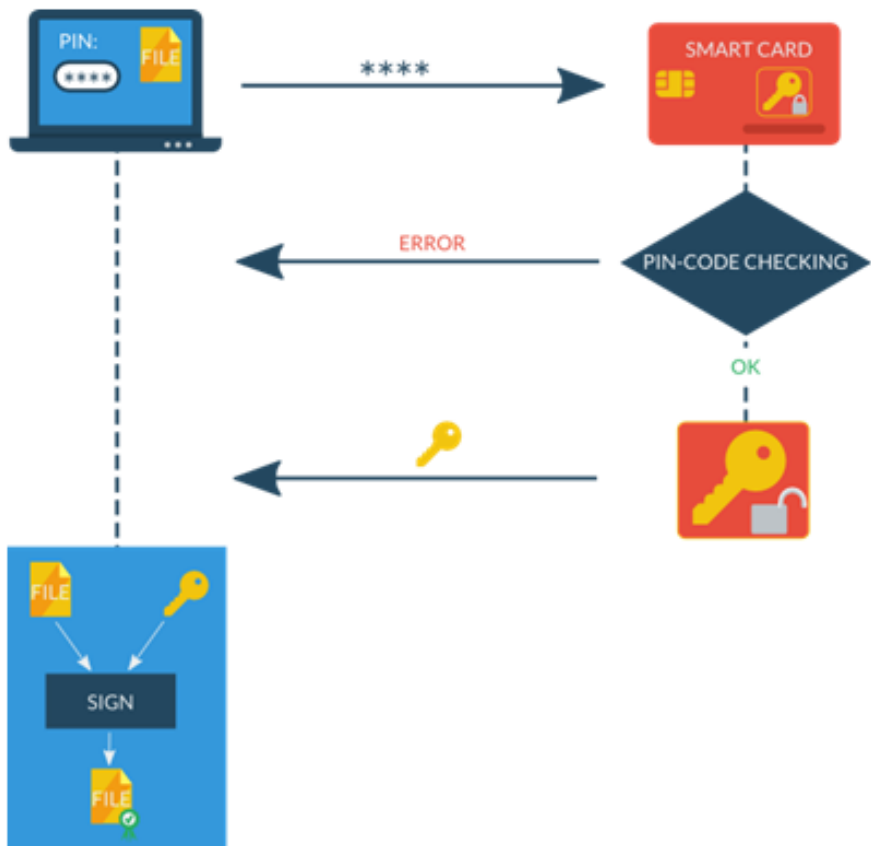 PIN:
FILE
****
****
SMART CARD
ERROR
PIN-CODE CHECKING
OK
FILE
SIGN
FILE